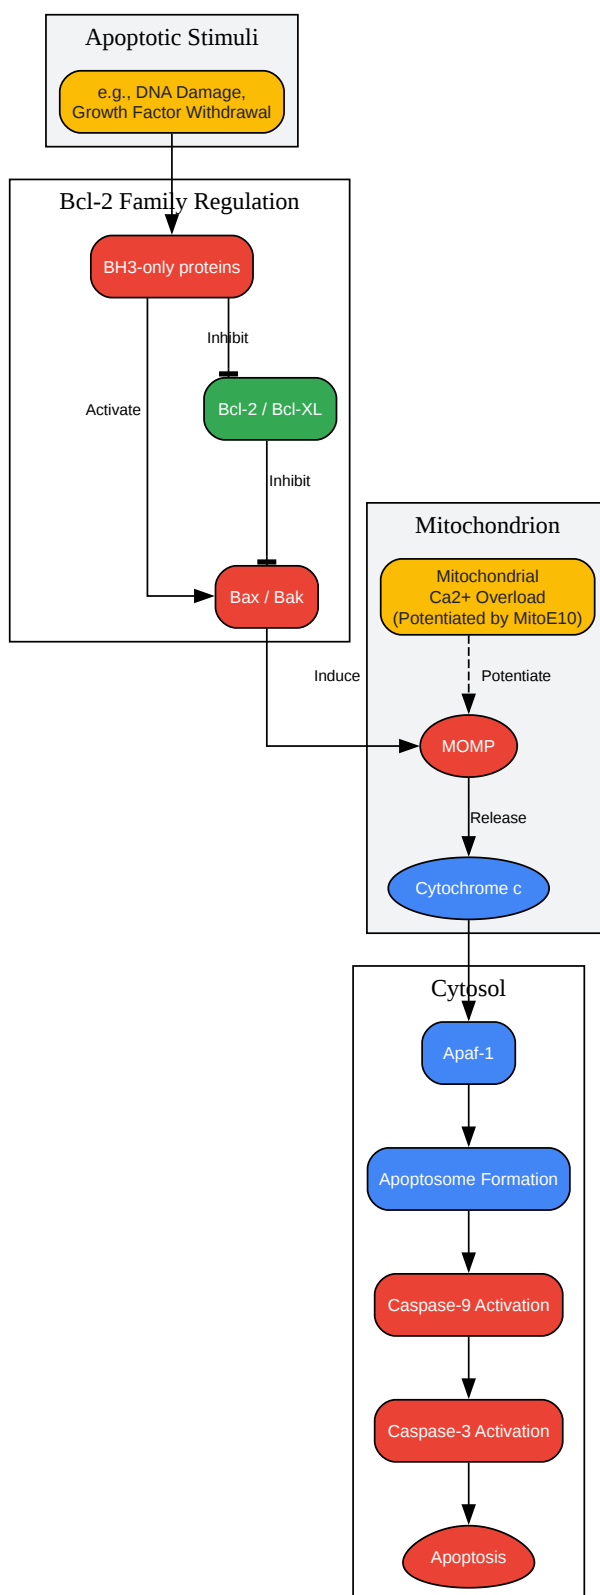 Apoptotic Stimuli
e.g., DNA Damage,
Growth Factor Withdrawal
Bcl-2 Family Regulation
BH3-only proteins
Inhibit
Activate
Bcl-2 / Bcl-XL
Inhibit
Bax / Bak
Induce
Mitochondrion
Mitochondrial
Ca2+ Overload
(Potentiated by MitoE10)
Potentiate
MOMP
Release
Cytochrome c
Cytosol
Apaf-1
Apoptosome Formation
Caspase-9 Activation
Caspase-3 Activation
Apoptosis